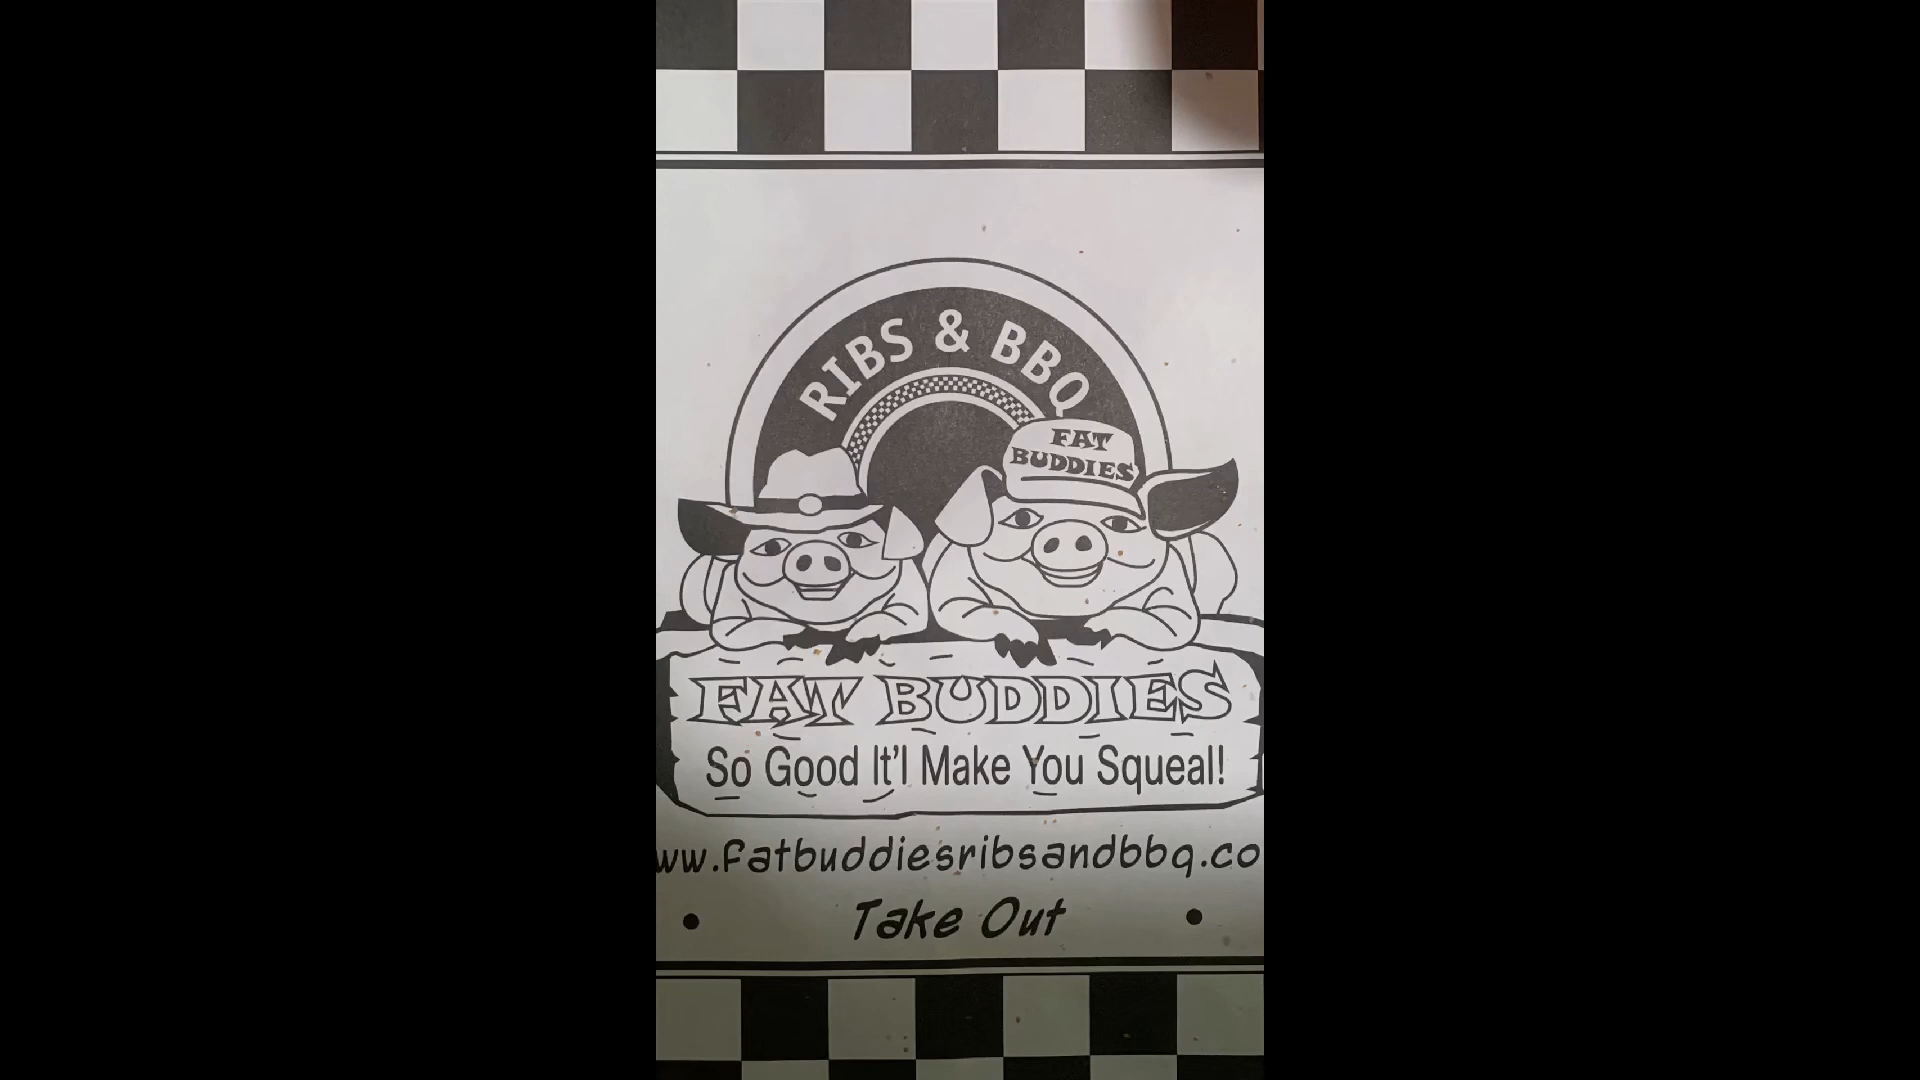 RIBS & BBQ
FAT
BUDDIES
FAT BUDDIES
So Good It'l Make You Squeal!
ww.fatbuddiesribsandbbq.co
• Take Out •